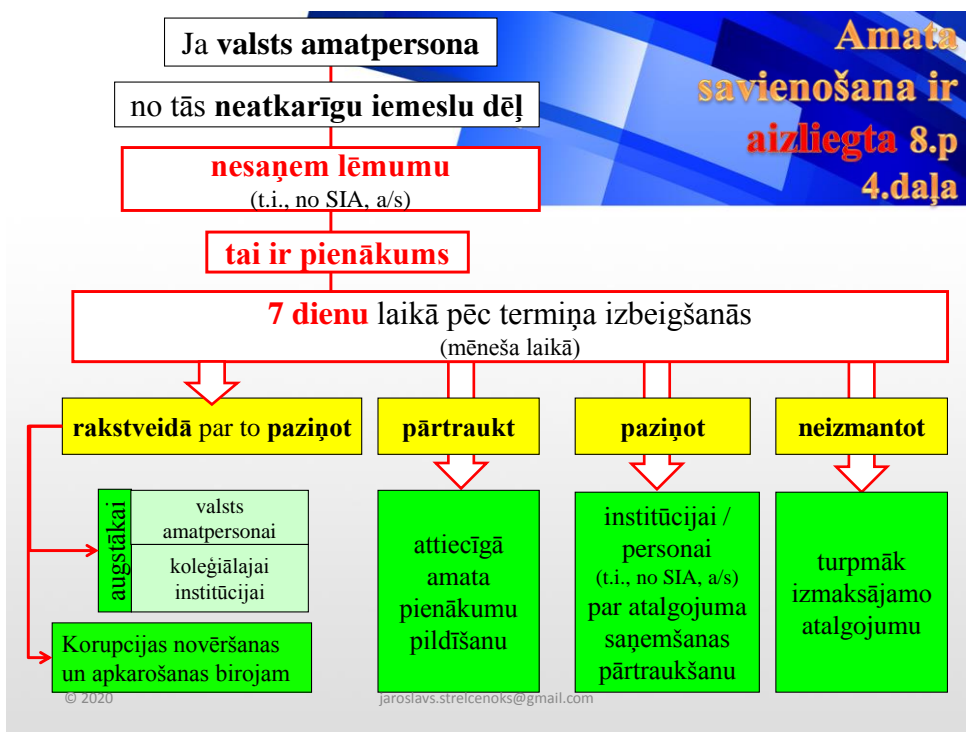 Ja valsts amatpersona
Amata
savienošana ir
aizliegta 8.p
4.daļa
no tās neatkarīgu iemeslu dēļ
nesaņem lēmumu
(t.i., no SIA, a/s)
tai ir pienākums
7 dienu laikā pēc termiņa izbeigšanās
(mēneša laikā)
rakstveidā par to paziņot
pārtraukt
paziņot
neizmantot
augstākai
valsts
amatpersonai
koleģiālajai
institūcijai
Korupcijas novēršanas
un apkarošanas birojam
attiecīgā
amata
pienākumu
pildīšanu
institūcijai /
personai
(t.i., no SIA, a/s)
par atalgojuma
saņemšanas
pārtraukšanu
turpmāk
izmaksājamo
atalgojumu
© 2020
jaroslavs.strelcenoks@gmail.com